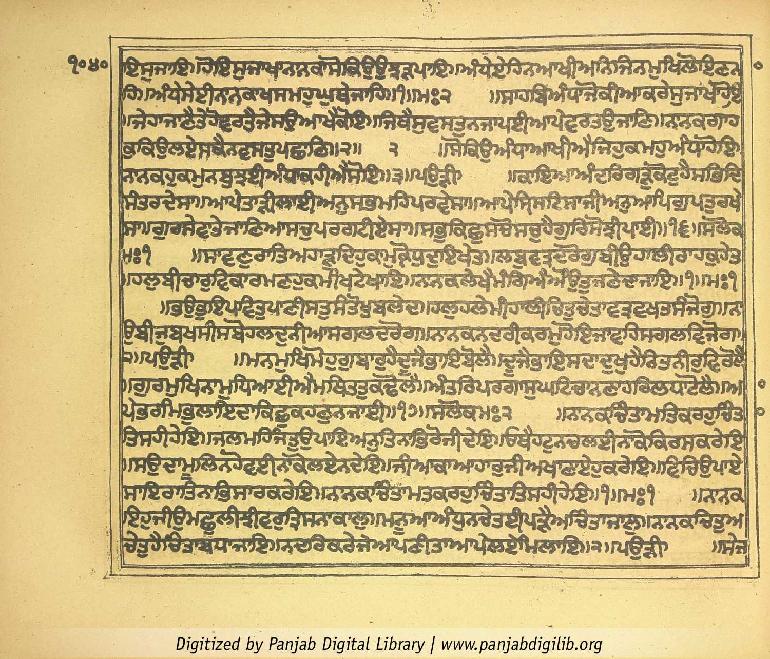 ੧੦੪੦
ਇਸੁਜਾਇ॥ਹੋਇਸੁਜਾਖਾਨਾਨਕਾਸੋਕਿਉਉਝੜਿਪਾਇ॥ਅੰਧੇਏਹਿਨਆਖੀਅਨਿਜਿਨਮੁਖਿਲੋਇਣਨਾ
ਹਿ॥ਅੰਧੇਸੇਈਨਾਨਕਾਖਸਮਹੁਘੁਥੇਜਾਹਿ॥੧॥ਮਃ੨ ॥ਸਾਹਿਬਿਅੰਧਾਜੋਕੀਆਕਰੇਸੁਜਾਖਾਹੋਇ
॥ਜੇਹਾਜਾਣੈਤੇਹੋਵਰਤੈਜੇਸਉਆਖੈਕੋਇ॥ਜਿਥੈਸੁਵਸਤੁਨਜਾਪਈਆਪੇਵਰਤਉਜਾਣਿ॥ਨਾਨਕਗਾਹ
ਕੁਕਿਉਲਏਸਕੈਨਵਸਤੁਪਛਾਣਿ॥੨॥ ੨ ॥ਸੋਕਿਉਅੰਧਾਆਖੀਐਜਿਹੁਕਮਹੁਅੰਧਾਹੋਇ॥
ਨਾਨਕਹੁਕਮੁਨਬੁਝਈਅੰਧਾਕਹੀਐਸੋਇ॥੩॥ਪਉੜੀ ॥ਕਾਇਆਅੰਦਰਿਗੜੁਕੋਟੁਹੈਸਭਿਦਿ
ਸੰਤਰਦੇਸਾ॥ਆਪੇਤਾੜੀਲਾਈਅਨੁਸਭਮਹਿਪਰਵੇਸਾ॥ਆਪੇਸ੍ਰਿਸਟਿਸਾਜੀਅਨੁਆਪਿਗੁਪਤੁਰਖੇ
ਸਾ॥ਗੁਰਸੇਵਤੇਜਾਣਿਆਸਚੁਪਰਗਟੀਏਸਾ॥ਸਭੁਕਿਛੁਸਚੋਸਚੁਹੈਗੁਰਿਸੋਝੀਪਾਈ॥੧੬॥ਸਲੋਕ
ਮਃ੧ ॥ਸਾਵਣੁਰਾਤਿਅਹਾੜੁਦਿਹੁਕਾਮੁਕ੍ਰੋਧੁਦੁਇਖੇਤ॥ਲਬੁਵਤ੍ਰਦਰੋਗੁਬੀਉਹਾਲੀਰਾਹਕੁਹੇਤ
॥ਹਲੁਬੀਚਾਰੁਵਿਕਾਰਮਣਹੁਕਮੀਖਟੇਖਾਇ॥ਨਾਨਕਲੇਖੈਮੰਗਿਐਅਉਤੁਜਣੇਦਾਜਾਇ॥੧॥ਮਃ੧
॥ਭਉਭੁਇਪਵਿਤੁਪਾਣੀਸਤੁਸੰਤੋਖੁਬਲੇਦ॥ਹਲੁਹਲੇਮੀਹਾਲੀਚਿਤੁਚੇਤਾਵਤ੍ਰਵਖਤਸੰਜੋਗੁ॥ਨਾ
ਉਬੀਜੁਬਖਸੀਸਬੋਹਲਦੁਨੀਆਸਗਲਦਰੋਗ॥ਨਾਨਕਨਦਰੀਕਰਮੁਹੋਇਜਾਵਹਿਸਗਲਵਿਜੋਗ॥
੨॥ਪਉੜੀ ॥ਮਨਮੁਖਿਮੋਹੁਗੁਬਾਰੁਹੈਦੂਜੈਭਾਇਬੋਲੈ॥ਦੂਜੈਭਾਇਸਦਾਦੁਖੁਹੈਨਿਤਨੀਰੁਵਿਰੋਲੈ
॥ਗੁਰਮੁਖਿਨਾਮੁਧਿਆਈਐਮਥਿਤਤੁਕਢੋਲੈ॥ਅੰਤਰਿਪਰਗਾਸੁਘਟਿਚਾਨਣਾਹਰਿਲਧਾਟੋਲੈ॥ਆ
ਪੇਭਰਮਿਭੁਲਾਇਦਾਕਿਛੁਕਹਣੁਨਜਾਈ॥੧੭॥ਸਲੋਕਮਃ੨ ॥ਨਾਨਕਚਿੰਤਾਮਤਿਕਰਹੁਚਿੰਤਾ
ਤਿਸਹੀਹੇਇ॥ਜਲਮਹਿਜੰਤਉਪਾਇਅਨੁਤਿਨਾਭਿਰੋਜੀਦੇਇ॥ਓਥੈਹਟੁਨਚਲਈਨਾਕੋਕਿਰਸਕਰੇਇ
॥ਸਉਦਾਮੂਲਿਨਹੋਵਈਨਾਕੋਲਏਨਦੇਇ॥ਜੀਆਕਾਆਹਾਰੁਜੀਅਖਾਣਾਏਹੁਕਰੇਇ॥ਵਿਚਿਉਪਾਏ
ਸਾਇਰਾਤਿਨਾਭਿਸਾਰਕਰੇਇ॥ਨਾਨਕਚਿੰਤਾਮਤਕਰਹੁਚਿੰਤਾਤਿਸਹੀਹੇਇ॥੧॥ਮਃ੧ ॥ਨਾਨਕ
ਇਹੁਜੀਉਮਛੁਲੀਝੀਵਰੁਤ੍ਰਿਸਨਾਕਾਲੁ॥ਮਨੂਆਅੰਧੁਨਚੇਤਈਪੜੈਅਚਿੰਤਾਜਾਲੁ॥ਨਾਨਕਚਿਤੁਅ
ਚੇਤੁਹੈਚਿੰਤਾਬਧਾਜਾਇ॥ਨਦਰਿਕਰੇਜੇਆਪਣੀਤਾਆਪੇਲਏਮਿਲਾਇ॥੨॥ਪਉੜੀ ॥ਸੇਜ
Digitized by Panjab Digital Library | www.panjabdigilib.org